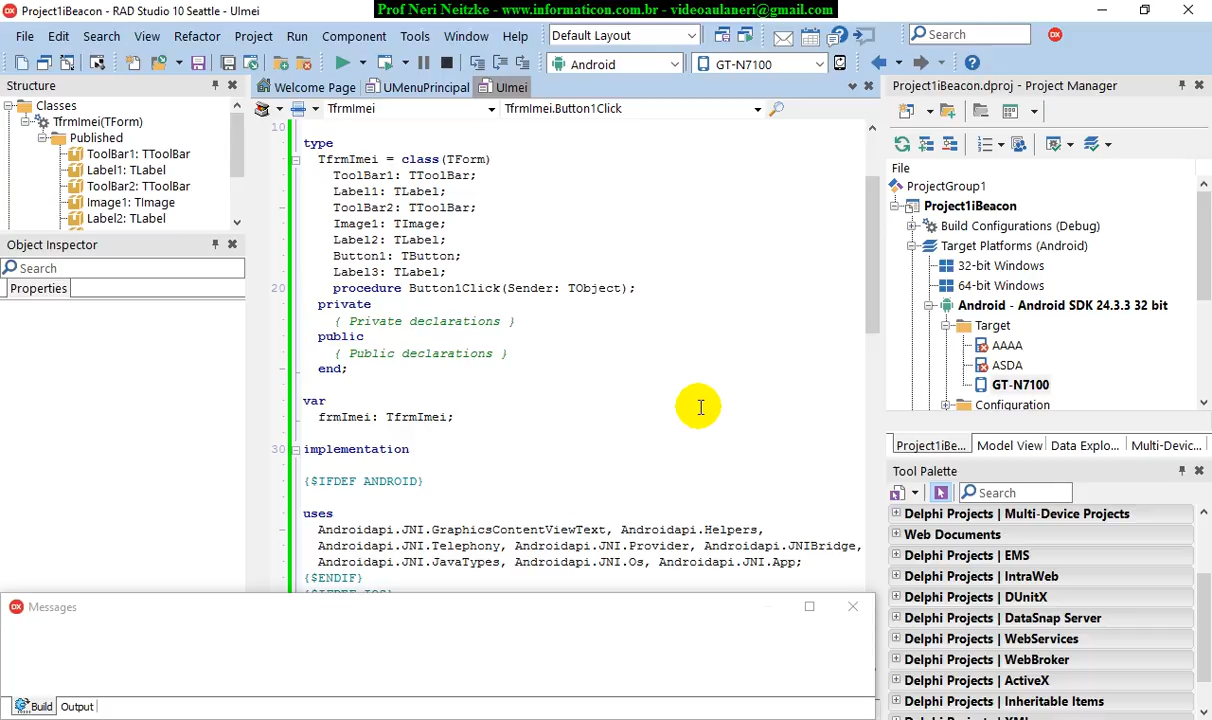 Project1iBeacon - RAD Studio 10 Seattle - UImei
Prof Neri Neitzke - www.informaticon.com.br - videoaulaneri@gmail.com
File Edit Search View Refactor Project Run Component Tools Window Help
Default Layout
Search
Android
GT-N7100
Structure
Classes
TfrmImei(TForm)
Published
ToolBar1: TToolBar
Label1: TLabel
ToolBar2: TToolBar
Image1: TImage
Label2: TLabel
Object Inspector
Search
Properties
Welcome Page UMenuPrincipal UImei
TfrmImei
TfrmImei.Button1Click
10
type
TfrmImei = class(TForm)
ToolBar1: TToolBar;
Label1: TLabel;
ToolBar2: TToolBar;
Image1: TImage;
Label2: TLabel;
Button1: TButton;
Label3: TLabel;
20 procedure Button1Click(Sender: TObject);
private
{ Private declarations }
public
{ Public declarations }
end;
var
frmImei: TfrmImei;
30 implementation
{$IFDEF ANDROID}
uses
Androidapi.JNI.GraphicsContentViewText, Androidapi.Helpers,
Androidapi.JNI.Telephony, Androidapi.JNI.Provider, Androidapi.JNIBridge,
Androidapi.JNI.JavaTypes, Androidapi.JNI.Os, Androidapi.JNI.App;
{$ENDIF}
{$IFDEF IOS}
Messages
Build Output
Project1iBeacon.dproj - Project Manager
File
ProjectGroup1
Project1iBeacon
Build Configurations (Debug)
Target Platforms (Android)
32-bit Windows
64-bit Windows
Android - Android SDK 24.3.3 32 bit
Target
AAAA
ASDA
GT-N7100
Configuration
Project1iBe... Model View Data Explo... Multi-Devic...
Tool Palette
Search
Delphi Projects | Multi-Device Projects
Web Documents
Delphi Projects | EMS
Delphi Projects | IntraWeb
Delphi Projects | DUnitX
Delphi Projects | DataSnap Server
Delphi Projects | WebServices
Delphi Projects | WebBroker
Delphi Projects | ActiveX
Delphi Projects | Inheritable Items
Delphi Projects | XML